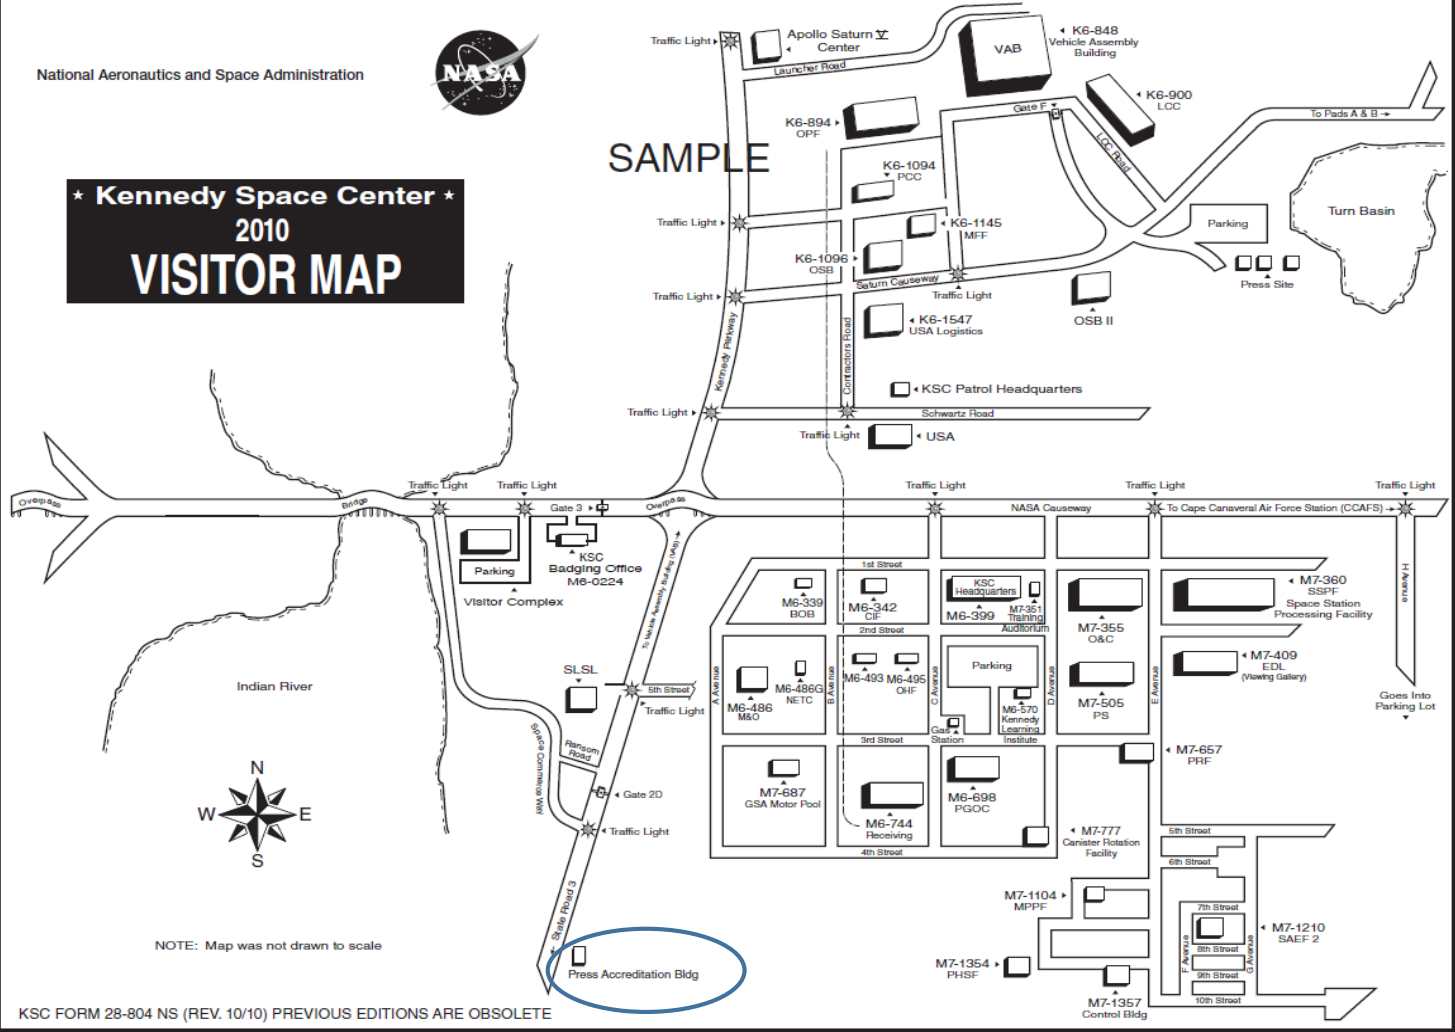 National Aeronautics and Space Administration
NASA
★ Kennedy Space Center ★
2010
VISITOR MAP
SAMPLE
Traffic Light
Apollo Saturn V
Center
Launcher Road
VAB
K6-848
Vehicle Assembly
Building
K6-900
LCC
Gate F
LCC Road
To Pads A & B
K6-894
OPF
K6-1094
PCC
K6-1145
MFF
K6-1096
OSB
Traffic Light
Traffic Light
Saturn Causeway
Traffic Light
Parking
Turn Basin
Press Site
OSB II
K6-1547
USA Logistics
Kennedy Parkway
Contractors Road
KSC Patrol Headquarters
Traffic Light
Schwartz Road
Traffic Light
USA
Overpass
Bridge
Traffic Light
Traffic Light
Gate 3
Overpass
Traffic Light
NASA Causeway
Traffic Light
To Cape Canaveral Air Force Station (CCAFS)
Traffic Light
Parking
Visitor Complex
KSC
Badging Office
M6-0224
To Vehicle Assembly Building (VAB)
1st Street
M6-339
BOB
M6-342
CIF
KSC
Headquarters
M6-399
M7-351
Training
Auditorium
M7-355
O&C
M7-360
SSPF
Space Station
Processing Facility
H Avenue
2nd Street
Indian River
SLSL
5th Street
Traffic Light
A Avenue
M6-486
M&O
M6-486G
NETC
B Avenue
M6-493
M6-495
OHF
C Avenue
Parking
M6-570
Kennedy
Learning
Institute
Gas
Station
D Avenue
M7-505
PS
E Avenue
M7-409
EDL
(Viewing Gallery)
Goes Into
Parking Lot
3rd Street
Space Commerce Way
Ransom
Road
Gate 2D
Traffic Light
M7-687
GSA Motor Pool
M6-744
Receiving
M6-698
PGOC
M7-657
PRF
M7-777
Canister Rotation
Facility
4th Street
5th Street
6th Street
7th Street
8th Street
9th Street
10th Street
F Avenue
G Avenue
M7-1210
SAEF 2
M7-1104
MPPF
M7-1354
PHSF
M7-1357
Control Bldg
N
W
E
S
State Road 3
Press Accreditation Bldg
NOTE: Map was not drawn to scale
KSC FORM 28-804 NS (REV. 10/10) PREVIOUS EDITIONS ARE OBSOLETE